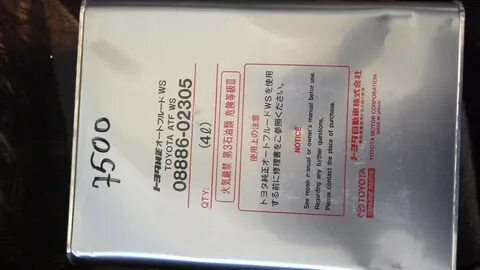 7500
トヨタ純正 オートフルード WS
TOYOTA ATF WS
08886-02305
QTY: (4ℓ)
火気厳禁 第3石油類 危険等級Ⅲ
使用上の注意
トヨタ純正オートフルードWSを使用
する前に修理書をご参照ください。
NOTICE
See repair manual or owner's manual before use.
Regarding any further questions,
Please contact the place of purchase.
トヨタ自動車株式会社
TOYOTA MOTOR CORPORATION
MADE IN JAPAN
TOYOTA
GENUINE PARTS